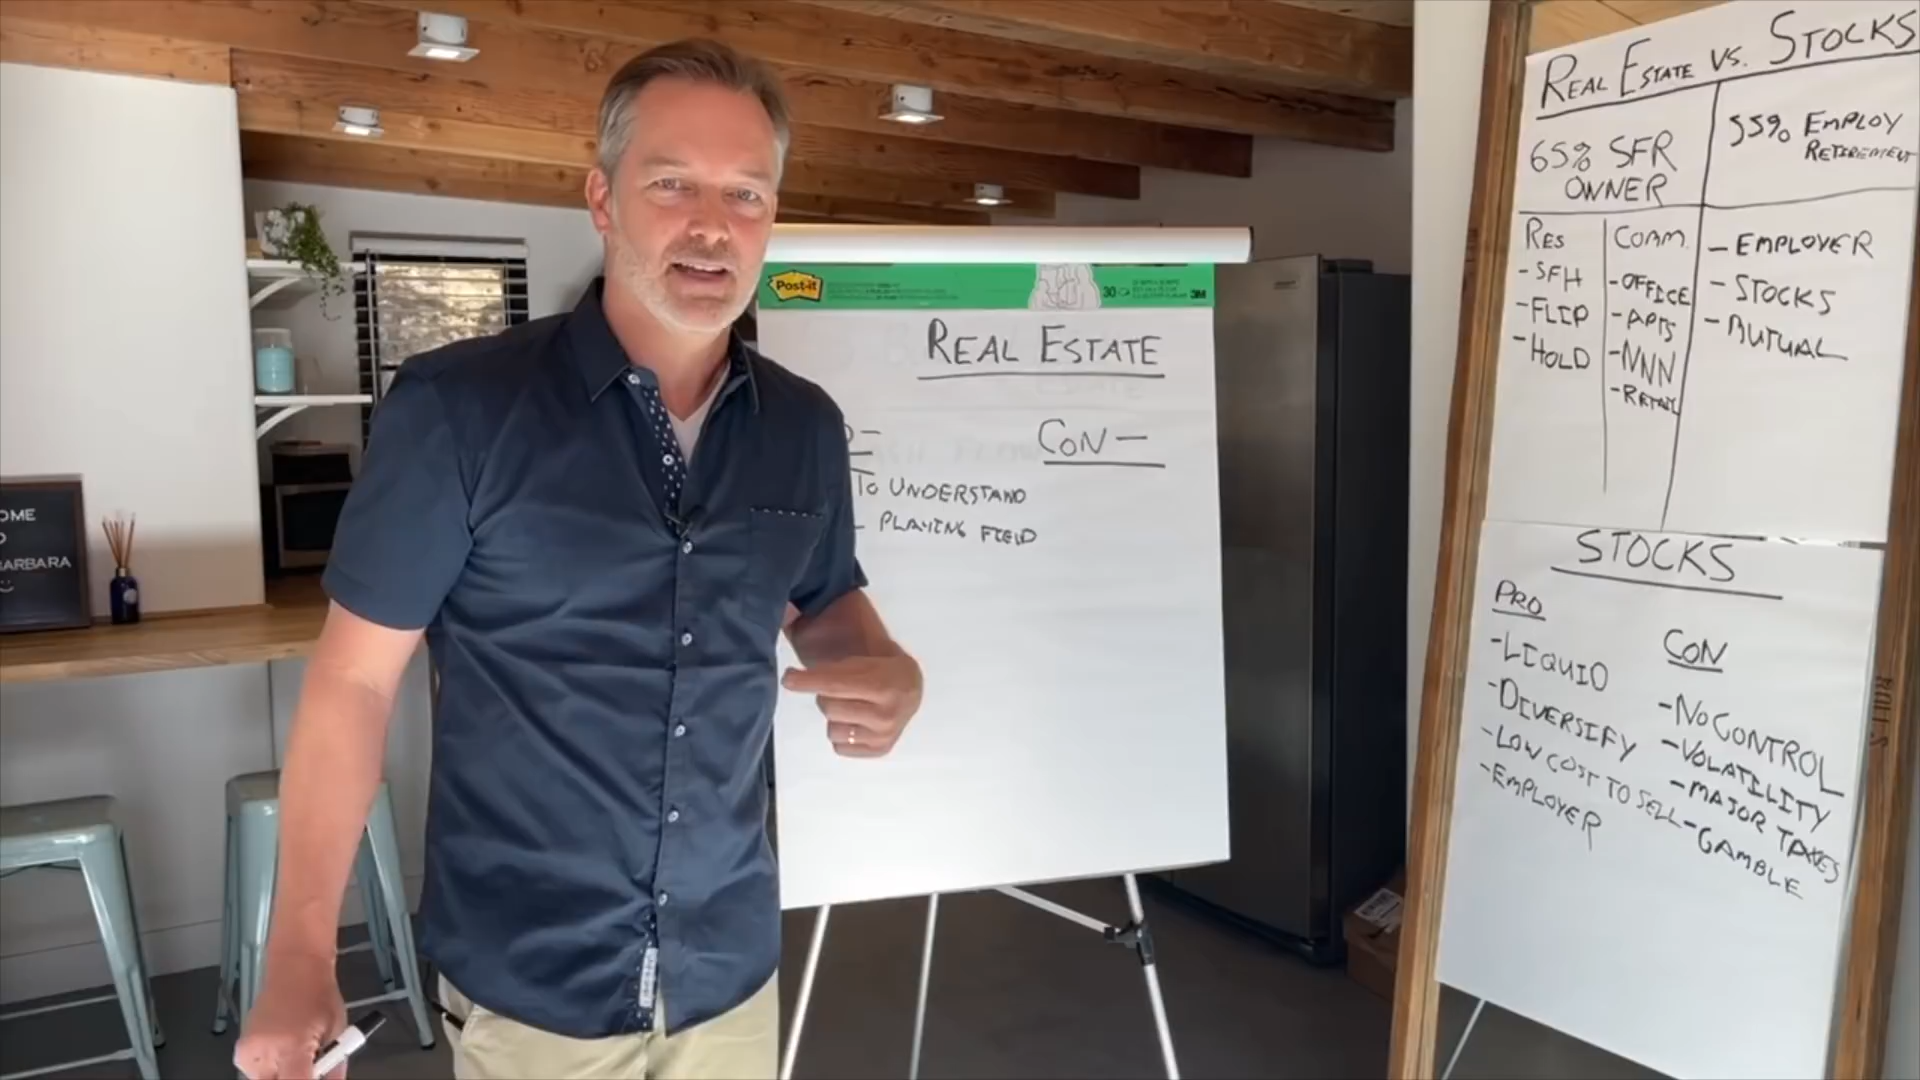 OME
ARBARA
Post-it
30
3M
REAL ESTATE
CON-
TO UNDERSTAND
PLAYING FIELD
REAL ESTATE VS. STOCKS
65% SFR
OWNER
55% EMPLOY
RETIREMENT
RES
-SFH
-FLIP
-HOLD
COMM.
-OFFICE
-APTS
-NNN
-RETAIL
-EMPLOYER
-STOCKS
-MUTUAL
STOCKS
PRO
-LIQUID
-DIVERSIFY
-LOW COST TO SELL
-EMPLOYER
CON
-NO CONTROL
-VOLATILITY
-MAJOR TAXES
-GAMBLE